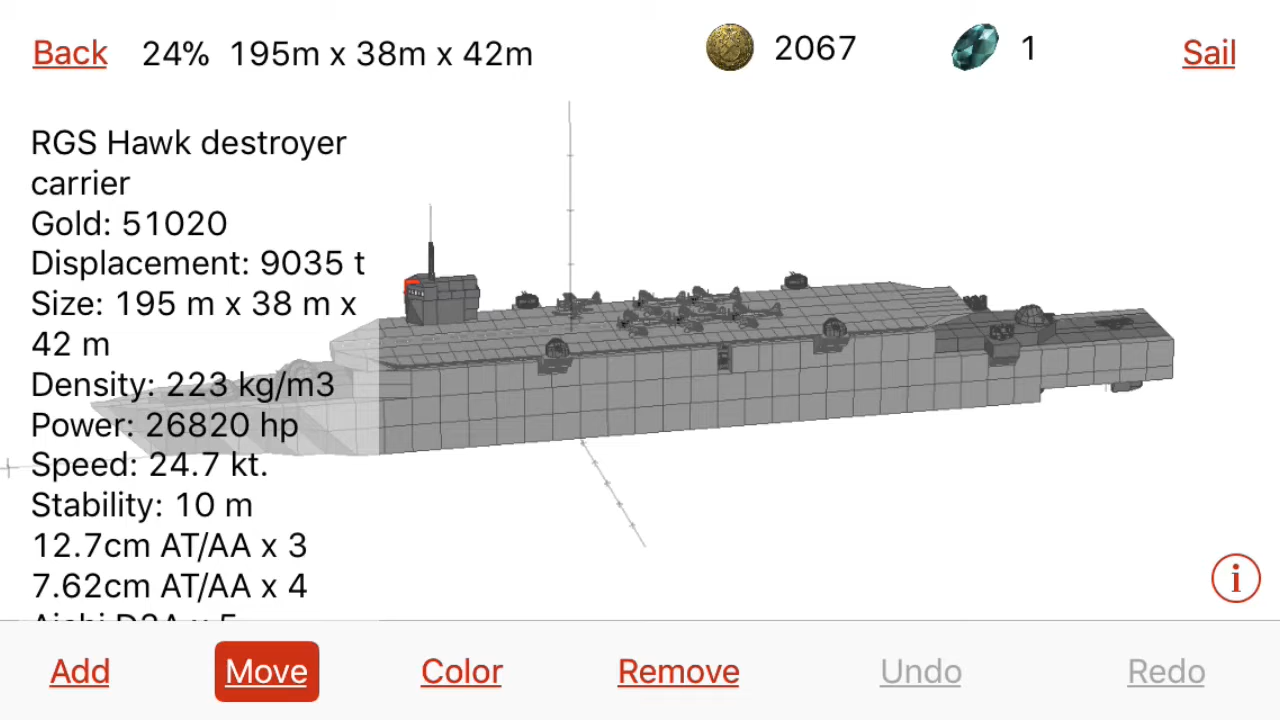 Back 24% 195m x 38m x 42m 2067 1 Sail
RGS Hawk destroyer
carrier
Gold: 51020
Displacement: 9035 t
Size: 195 m x 38 m x
42 m
Density: 223 kg/m3
Power: 26820 hp
Speed: 24.7 kt.
Stability: 10 m
12.7cm AT/AA x 3
7.62cm AT/AA x 4
i
Add Move Color Remove Undo Redo